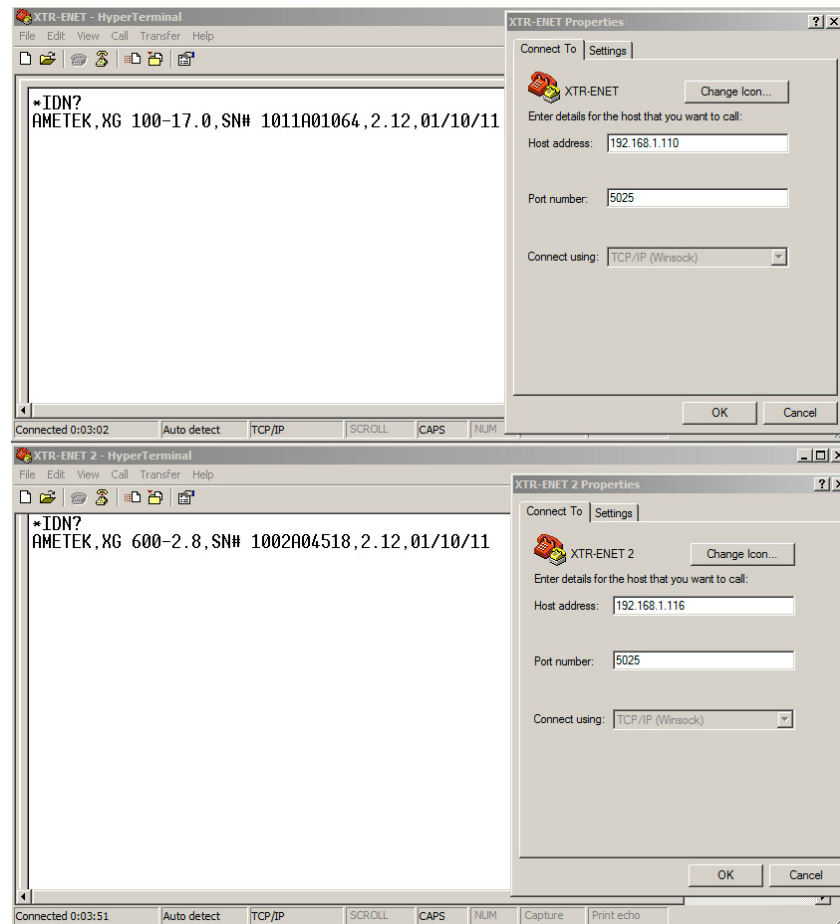 XTR-ENET - HyperTerminal
File Edit View Call Transfer Help
*IDN?
AMETEK,XG 100-17.0,SN# 1011A01064,2.12,01/10/11
Connected 0:03:02 Auto detect TCP/IP SCROLL CAPS NUM
XTR-ENET Properties
Connect To Settings
XTR-ENET Change Icon...
Enter details for the host that you want to call:
Host address: 192.168.1.110
Port number: 5025
Connect using: TCP/IP (Winsock)
OK Cancel
XTR-ENET 2 - HyperTerminal
File Edit View Call Transfer Help
*IDN?
AMETEK,XG 600-2.8,SN# 1002A04518,2.12,01/10/11
Connected 0:03:51 Auto detect TCP/IP SCROLL CAPS NUM Capture Print echo
XTR-ENET 2 Properties
Connect To Settings
XTR-ENET 2 Change Icon...
Enter details for the host that you want to call:
Host address: 192.168.1.116
Port number: 5025
Connect using: TCP/IP (Winsock)
OK Cancel